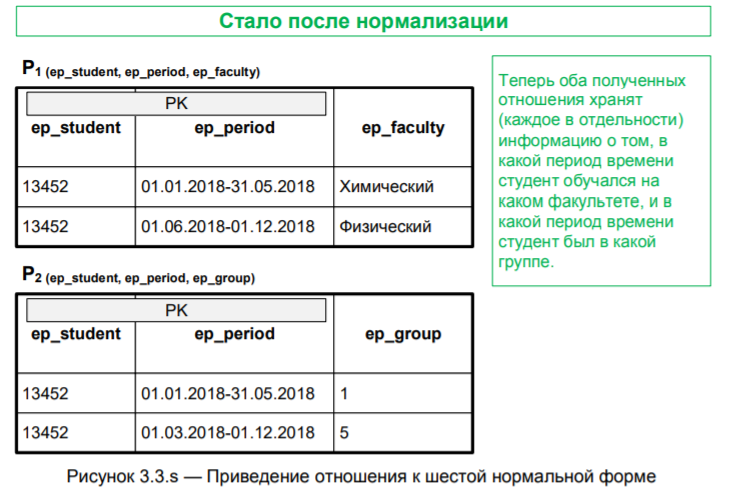 Стало после нормализации
P1 (ep_student, ep_period, ep_faculty)
PK
ep_student ep_period ep_faculty
13452 01.01.2018-31.05.2018 Химический
13452 01.06.2018-01.12.2018 Физический
Теперь оба полученных
отношения хранят
(каждое в отдельности)
информацию о том, в
какой период времени
студент обучался на
каком факультете, и в
какой период времени
студент был в какой
группе.
P2 (ep_student, ep_period, ep_group)
PK
ep_student ep_period ep_group
13452 01.01.2018-31.05.2018 1
13452 01.03.2018-01.12.2018 5
Рисунок 3.3.s — Приведение отношения к шестой нормальной форме